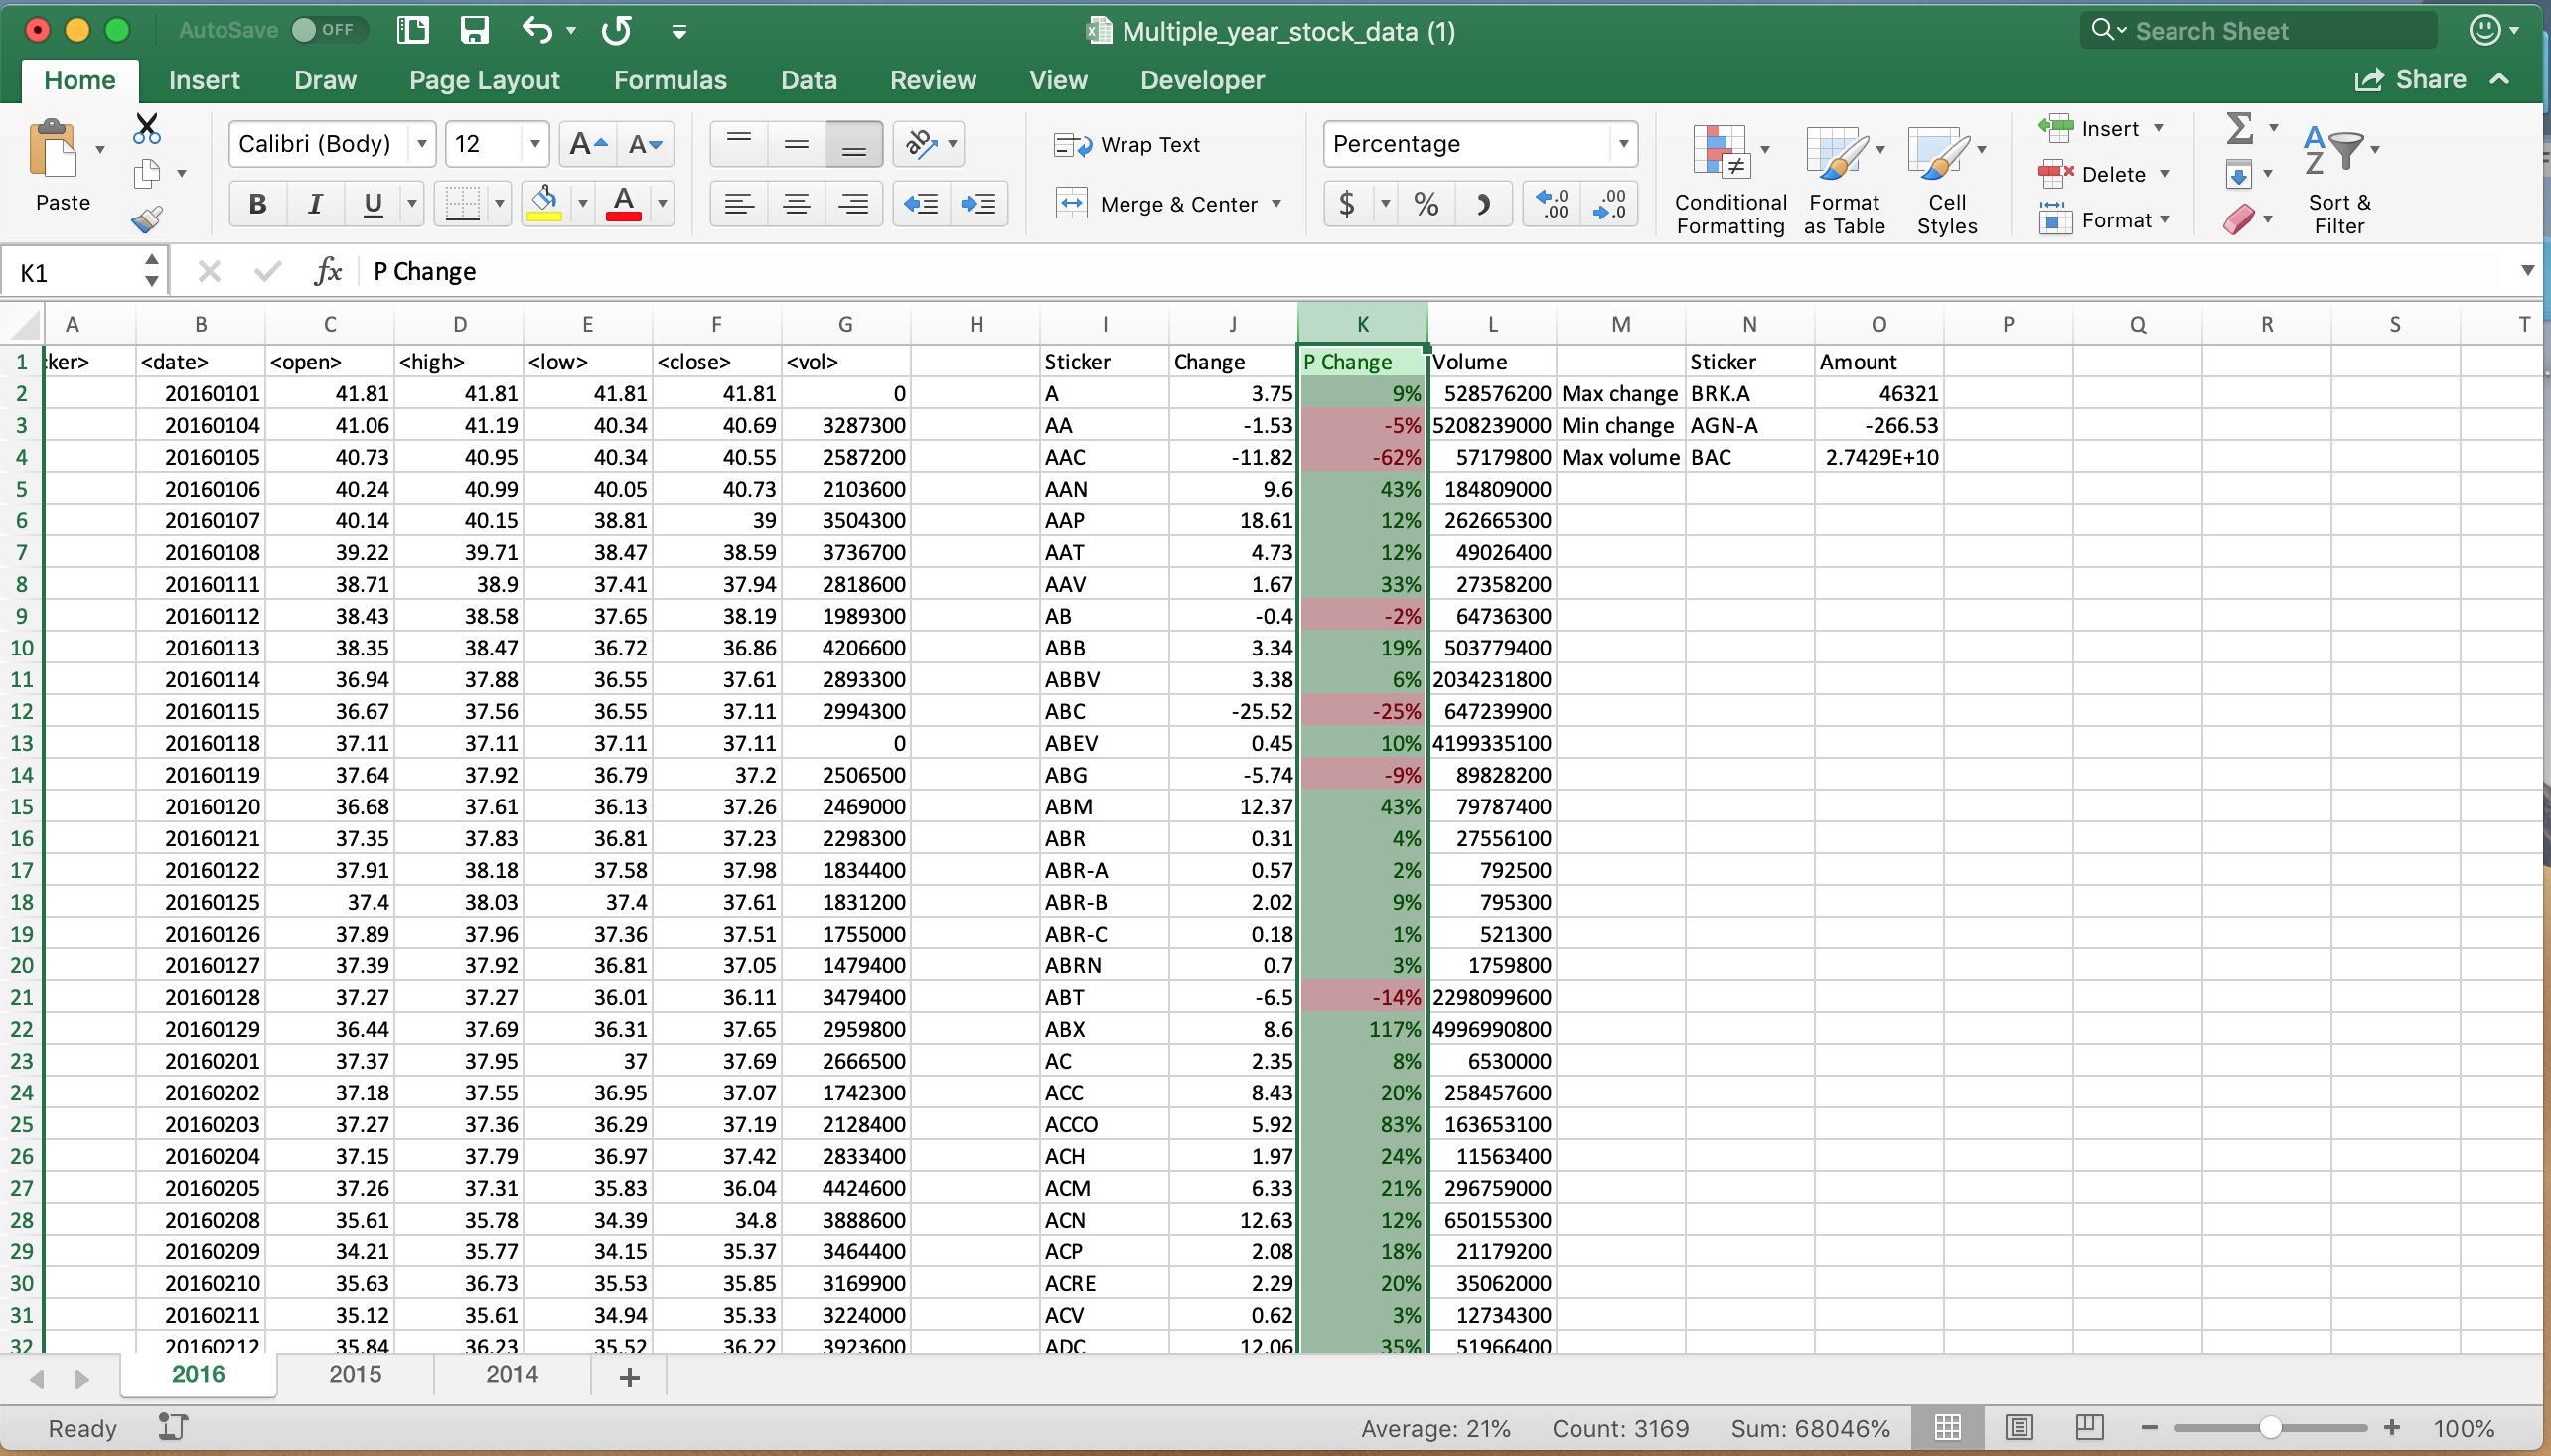 AutoSave OFF Multiple_year_stock_data (1) Search Sheet
Home Insert Draw Page Layout Formulas Data Review View Developer Share
Paste Calibri (Body) 12 A A Wrap Text Percentage Conditional Formatting Format as Table Cell Styles Insert Delete Format Sort & Filter
B I U A Merge & Center $ % , .0 .00 .00 .0
K1 fx P Change
A B C D E F G H I J K L M N O P Q R S T
1 ker> <date> <open> <high> <low> <close> <vol> Sticker Change P Change Volume Sticker Amount
2 20160101 41.81 41.81 41.81 41.81 0 A 3.75 9% 528576200 Max change BRK.A 46321
3 20160104 41.06 41.19 40.34 40.69 3287300 AA -1.53 -5% 5208239000 Min change AGN-A -266.53
4 20160105 40.73 40.95 40.34 40.55 2587200 AAC -11.82 -62% 57179800 Max volume BAC 2.7429E+10
5 20160106 40.24 40.99 40.05 40.73 2103600 AAN 9.6 43% 184809000
6 20160107 40.14 40.15 38.81 39 3504300 AAP 18.61 12% 262665300
7 20160108 39.22 39.71 38.47 38.59 3736700 AAT 4.73 12% 49026400
8 20160111 38.71 38.9 37.41 37.94 2818600 AAV 1.67 33% 27358200
9 20160112 38.43 38.58 37.65 38.19 1989300 AB -0.4 -2% 64736300
10 20160113 38.35 38.47 36.72 36.86 4206600 ABB 3.34 19% 503779400
11 20160114 36.94 37.88 36.55 37.61 2893300 ABBV 3.38 6% 2034231800
12 20160115 36.67 37.56 36.55 37.11 2994300 ABC -25.52 -25% 647239900
13 20160118 37.11 37.11 37.11 37.11 0 ABEV 0.45 10% 4199335100
14 20160119 37.64 37.92 36.79 37.2 2506500 ABG -5.74 -9% 89828200
15 20160120 36.68 37.61 36.13 37.26 2469000 ABM 12.37 43% 79787400
16 20160121 37.35 37.83 36.81 37.23 2298300 ABR 0.31 4% 27556100
17 20160122 37.91 38.18 37.58 37.98 1834400 ABR-A 0.57 2% 792500
18 20160125 37.4 38.03 37.4 37.61 1831200 ABR-B 2.02 9% 795300
19 20160126 37.89 37.96 37.36 37.51 1755000 ABR-C 0.18 1% 521300
20 20160127 37.39 37.92 36.81 37.05 1479400 ABRN 0.7 3% 1759800
21 20160128 37.27 37.27 36.01 36.11 3479400 ABT -6.5 -14% 2298099600
22 20160129 36.44 37.69 36.31 37.65 2959800 ABX 8.6 117% 4996990800
23 20160201 37.37 37.95 37 37.69 2666500 AC 2.35 8% 6530000
24 20160202 37.18 37.55 36.95 37.07 1742300 ACC 8.43 20% 258457600
25 20160203 37.27 37.36 36.29 37.19 2128400 ACCO 5.92 83% 163653100
26 20160204 37.15 37.79 36.97 37.42 2833400 ACH 1.97 24% 11563400
27 20160205 37.26 37.31 35.83 36.04 4424600 ACM 6.33 21% 296759000
28 20160208 35.61 35.78 34.39 34.8 3888600 ACN 12.63 12% 650155300
29 20160209 34.21 35.77 34.15 35.37 3464400 ACP 2.08 18% 21179200
30 20160210 35.63 36.73 35.53 35.85 3169900 ACRE 2.29 20% 35062000
31 20160211 35.12 35.61 34.94 35.33 3224000 ACV 0.62 3% 12734300
32 20160212 35.84 36.23 35.52 36.22 3923600 ADC 12.06 35% 51966400
2016 2015 2014 +
Ready Average: 21% Count: 3169 Sum: 68046% 100%